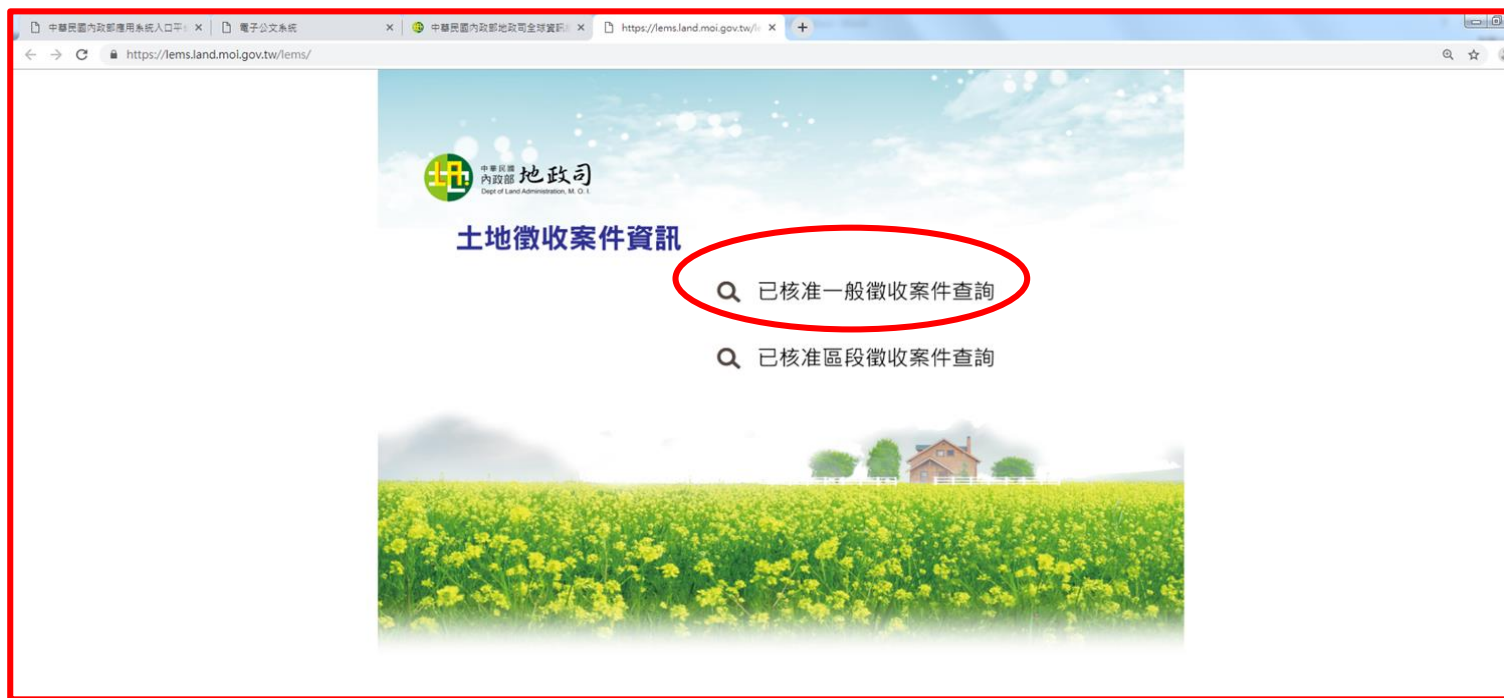 中華民國內政部應用系統入口平
電子公文系統
中華民國內政部地政司全球資訊
https://lems.land.moi.gov.tw/l
https://lems.land.moi.gov.tw/lems/
中華民國
內政部
地政司
Dept of Land Administration, M. O. I.
土地徵收案件資訊
已核准一般徵收案件查詢
已核准區段徵收案件查詢